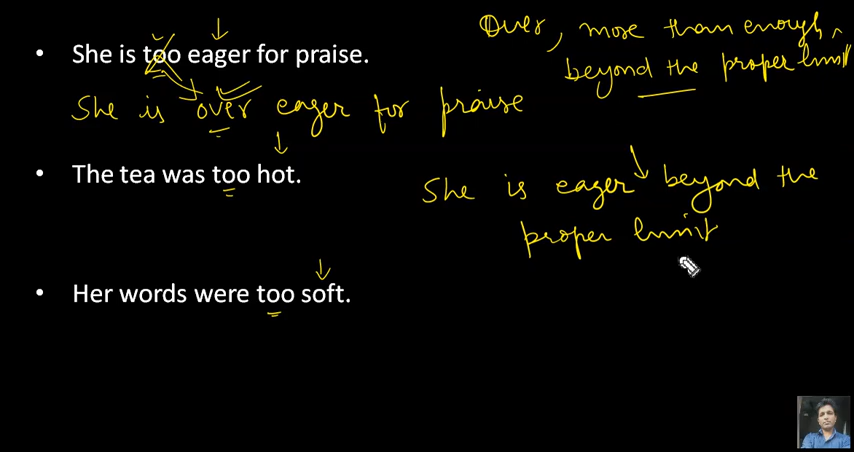 Over, more than enough,
beyond the proper limit
• She is too eager for praise.
She is over eager for praise
• The tea was too hot.
She is eager beyond the
proper limit
• Her words were too soft.